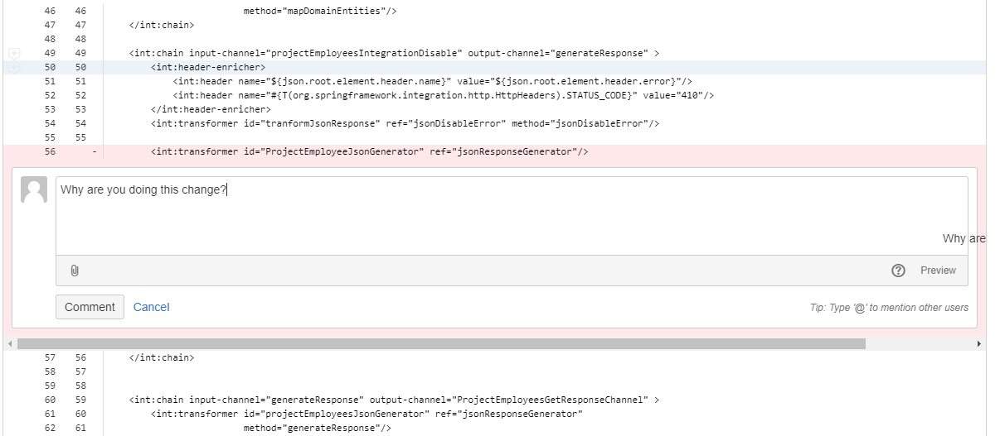 46 46 method="mapDomainEntities"/>
47 47 </int:chain>
48 48
49 49 <int:chain input-channel="projectEmployeesIntegrationDisable" output-channel="generateResponse" >
50 50 <int:header-enricher>
51 51 <int:header name="${json.root.element.header.name}" value="${json.root.element.header.error}"/>
52 52 <int:header name="#{T(org.springframework.integration.http.HttpHeaders).STATUS_CODE}" value="410"/>
53 53 </int:header-enricher>
54 54 <int:transformer id="tranformJsonResponse" ref="jsonDisableError" method="jsonDisableError"/>
55 55
56 - <int:transformer id="ProjectEmployeeJsonGenerator" ref="jsonResponseGenerator"/>
Why are you doing this change?
Why are
Preview
Comment Cancel Tip: Type '@' to mention other users
57 56 </int:chain>
58 57
59 58
60 59 <int:chain input-channel="generateResponse" output-channel="ProjectEmployeesGetResponseChannel" >
61 60 <int:transformer id="projectEmployeesJsonGenerator" ref="jsonResponseGenerator"
62 61 method="generateResponse"/>